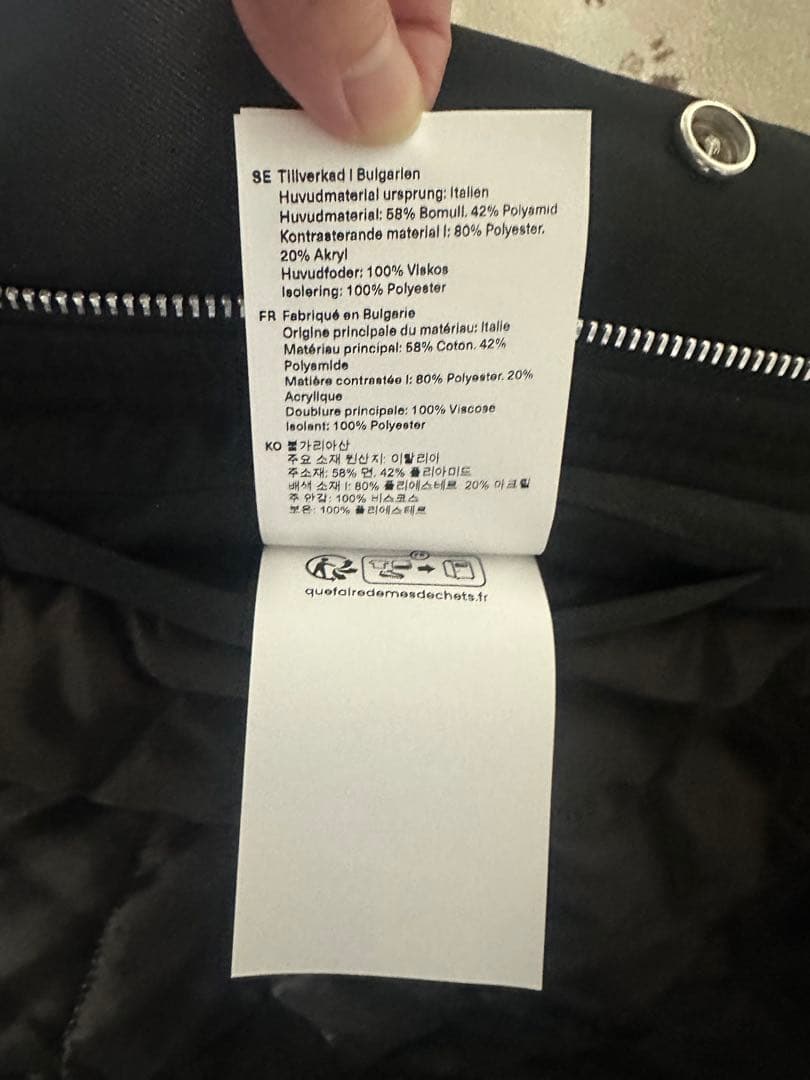 SE Tillverkad I Bulgarien
Huvudmaterial ursprung: Italien
Huvudmaterial: 58% Bomull, 42% Polyamid
Kontrasterande material I: 80% Polyester,
20% Akryl
Huvudfoder: 100% Viskos
Isolering: 100% Polyester
FR Fabriqué en Bulgarie
Origine principale du matériau: Italie
Matériau principal: 58% Coton, 42%
Polyamide
Matière contrastée I: 80% Polyester, 20%
Acrylique
Doublure principale: 100% Viscose
Isolant: 100% Polyester
KO 불가리아산
주요 소재 원산지: 이탈리아
주소재: 58% 면, 42% 폴리아미드
배색 소재 I: 80% 폴리에스테르 20% 아크릴
주 안감: 100% 비스코스
보온: 100% 폴리에스테르
FR
quefairedemesdechets.fr